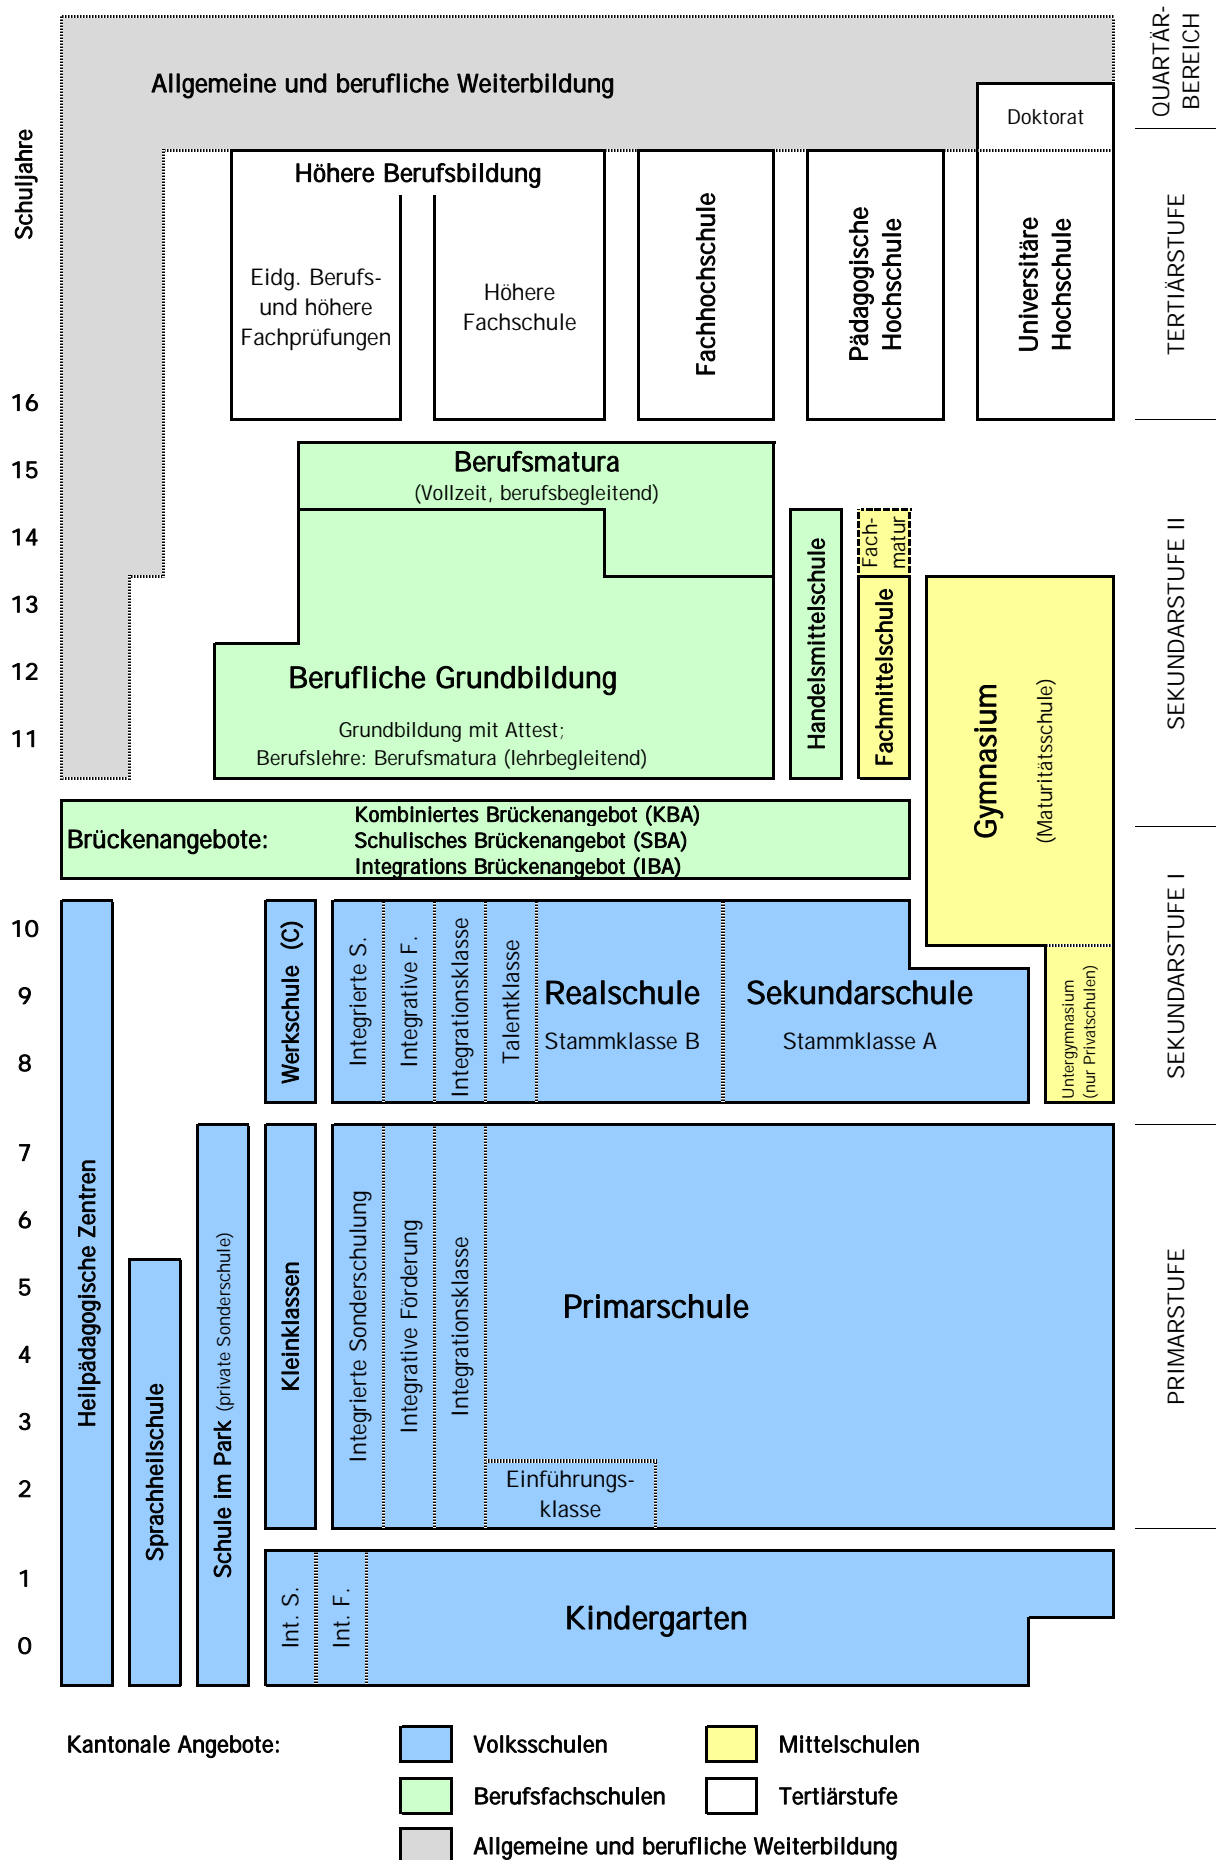 QUARTÄR-
BEREICH
Allgemeine und berufliche Weiterbildung
Doktorat
Schuljahre
Höhere Berufsbildung
Eidg. Berufs-
und höhere
Fachprüfungen
Höhere
Fachschule
Fachhochschule
Pädagogische
Hochschule
Universitäre
Hochschule
TERTIÄRSTUFE
16
15
Berufsmatura
(Vollzeit, berufsbegleitend)
14
Handelsmittelschule
Fach-
matur
Fachmittelschule
SEKUNDARSTUFE II
13
12
Berufliche Grundbildung
Grundbildung mit Attest;
Berufslehre: Berufsmatura (lehrbegleitend)
11
Gymnasium
(Maturitätsschule)
Brückenangebote:
Kombiniertes Brückenangebot (KBA)
Schulisches Brückenangebot (SBA)
Integrations Brückenangebot (IBA)
SEKUNDARSTUFE I
10
9
8
Werkschule (C)
Integrierte S.
Integrative F.
Integrationsklasse
Talentklasse
Realschule
Stammklasse B
Sekundarschule
Stammklasse A
Untergymnasium
(nur Privatschulen)
7
6
5
4
3
2
Heilpädagogische Zentren
Sprachheilschule
Schule im Park (private Sonderschule)
Kleinklassen
Integrierte Sonderschulung
Integrative Förderung
Integrationsklasse
Primarschule
Einführungs-
klasse
PRIMARSTUFE
1
0
Int. S.
Int. F.
Kindergarten
Kantonale Angebote:
Volksschulen
Mittelschulen
Berufsfachschulen
Tertiärstufe
Allgemeine und berufliche Weiterbildung